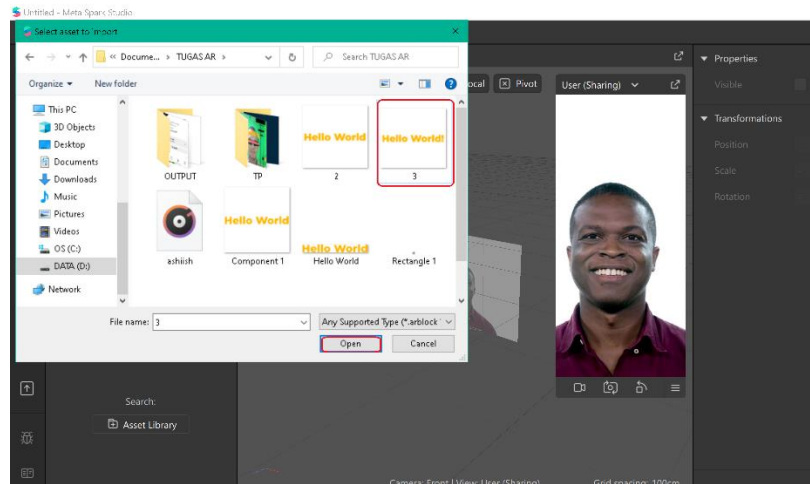 Untitled - Meta Spark Studio
Select asset to import
Docume... > TUGAS AR >
Search TUGAS AR
Organize
New folder
This PC
3D Objects
Desktop
Documents
Downloads
Music
Pictures
Videos
OS (C:)
DATA (D:)
Network
OUTPUT
TP
Hello World
2
Hello World!
3
ashiish
Hello World
Component 1
Hello World
Hello World
Rectangle 1
File name: 3
Any Supported Type (*.arblock
Open
Cancel
ocal
Pivot
User (Sharing)
Properties
Visible
Transformations
Position
Scale
Rotation
Search:
Asset Library
Camera: Front | View: User (Sharing)
Grid spacing: 100cm